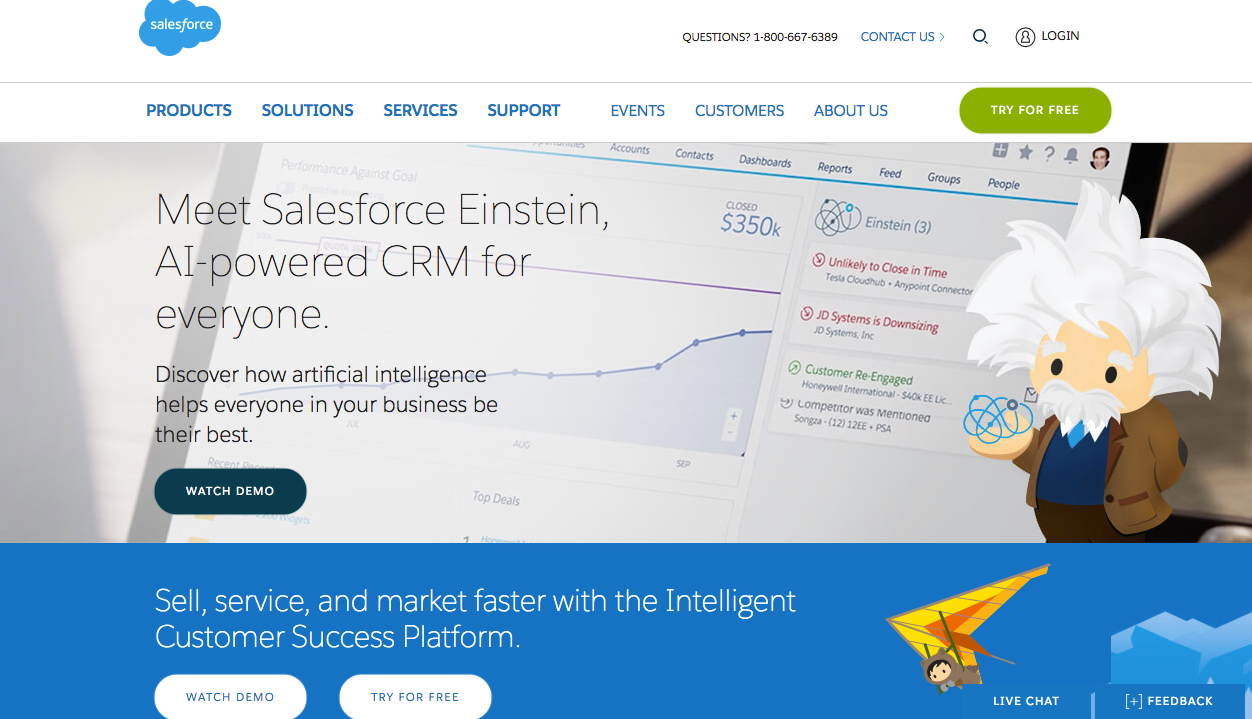 salesforce
QUESTIONS? 1-800-667-6389
CONTACT US
LOGIN
PRODUCTS
SOLUTIONS
SERVICES
SUPPORT
EVENTS
CUSTOMERS
ABOUT US
TRY FOR FREE
Meet Salesforce Einstein,
AI-powered CRM for
everyone.
Discover how artificial intelligence
helps everyone in your business be
their best.
WATCH DEMO
Opportunities
Accounts
Contacts
Dashboards
Reports
Feed
Groups
People
Performance Against Goal
CLOSED
$350k
Einstein (3)
Unlikely to Close in Time
Tesla Cloudhub + Anypoint Connector
JD Systems is Downsizing
JD Systems, Inc
Customer Re-Engaged
Honeywell International - $40k EE Lic...
Competitor was Mentioned
Songza - (12) 12EE + PSA
QUOTA
JUL
AUG
SEP
+
-
Top Deals
Widgets
Sell, service, and market faster with the Intelligent
Customer Success Platform.
WATCH DEMO
TRY FOR FREE
LIVE CHAT
[+] FEEDBACK